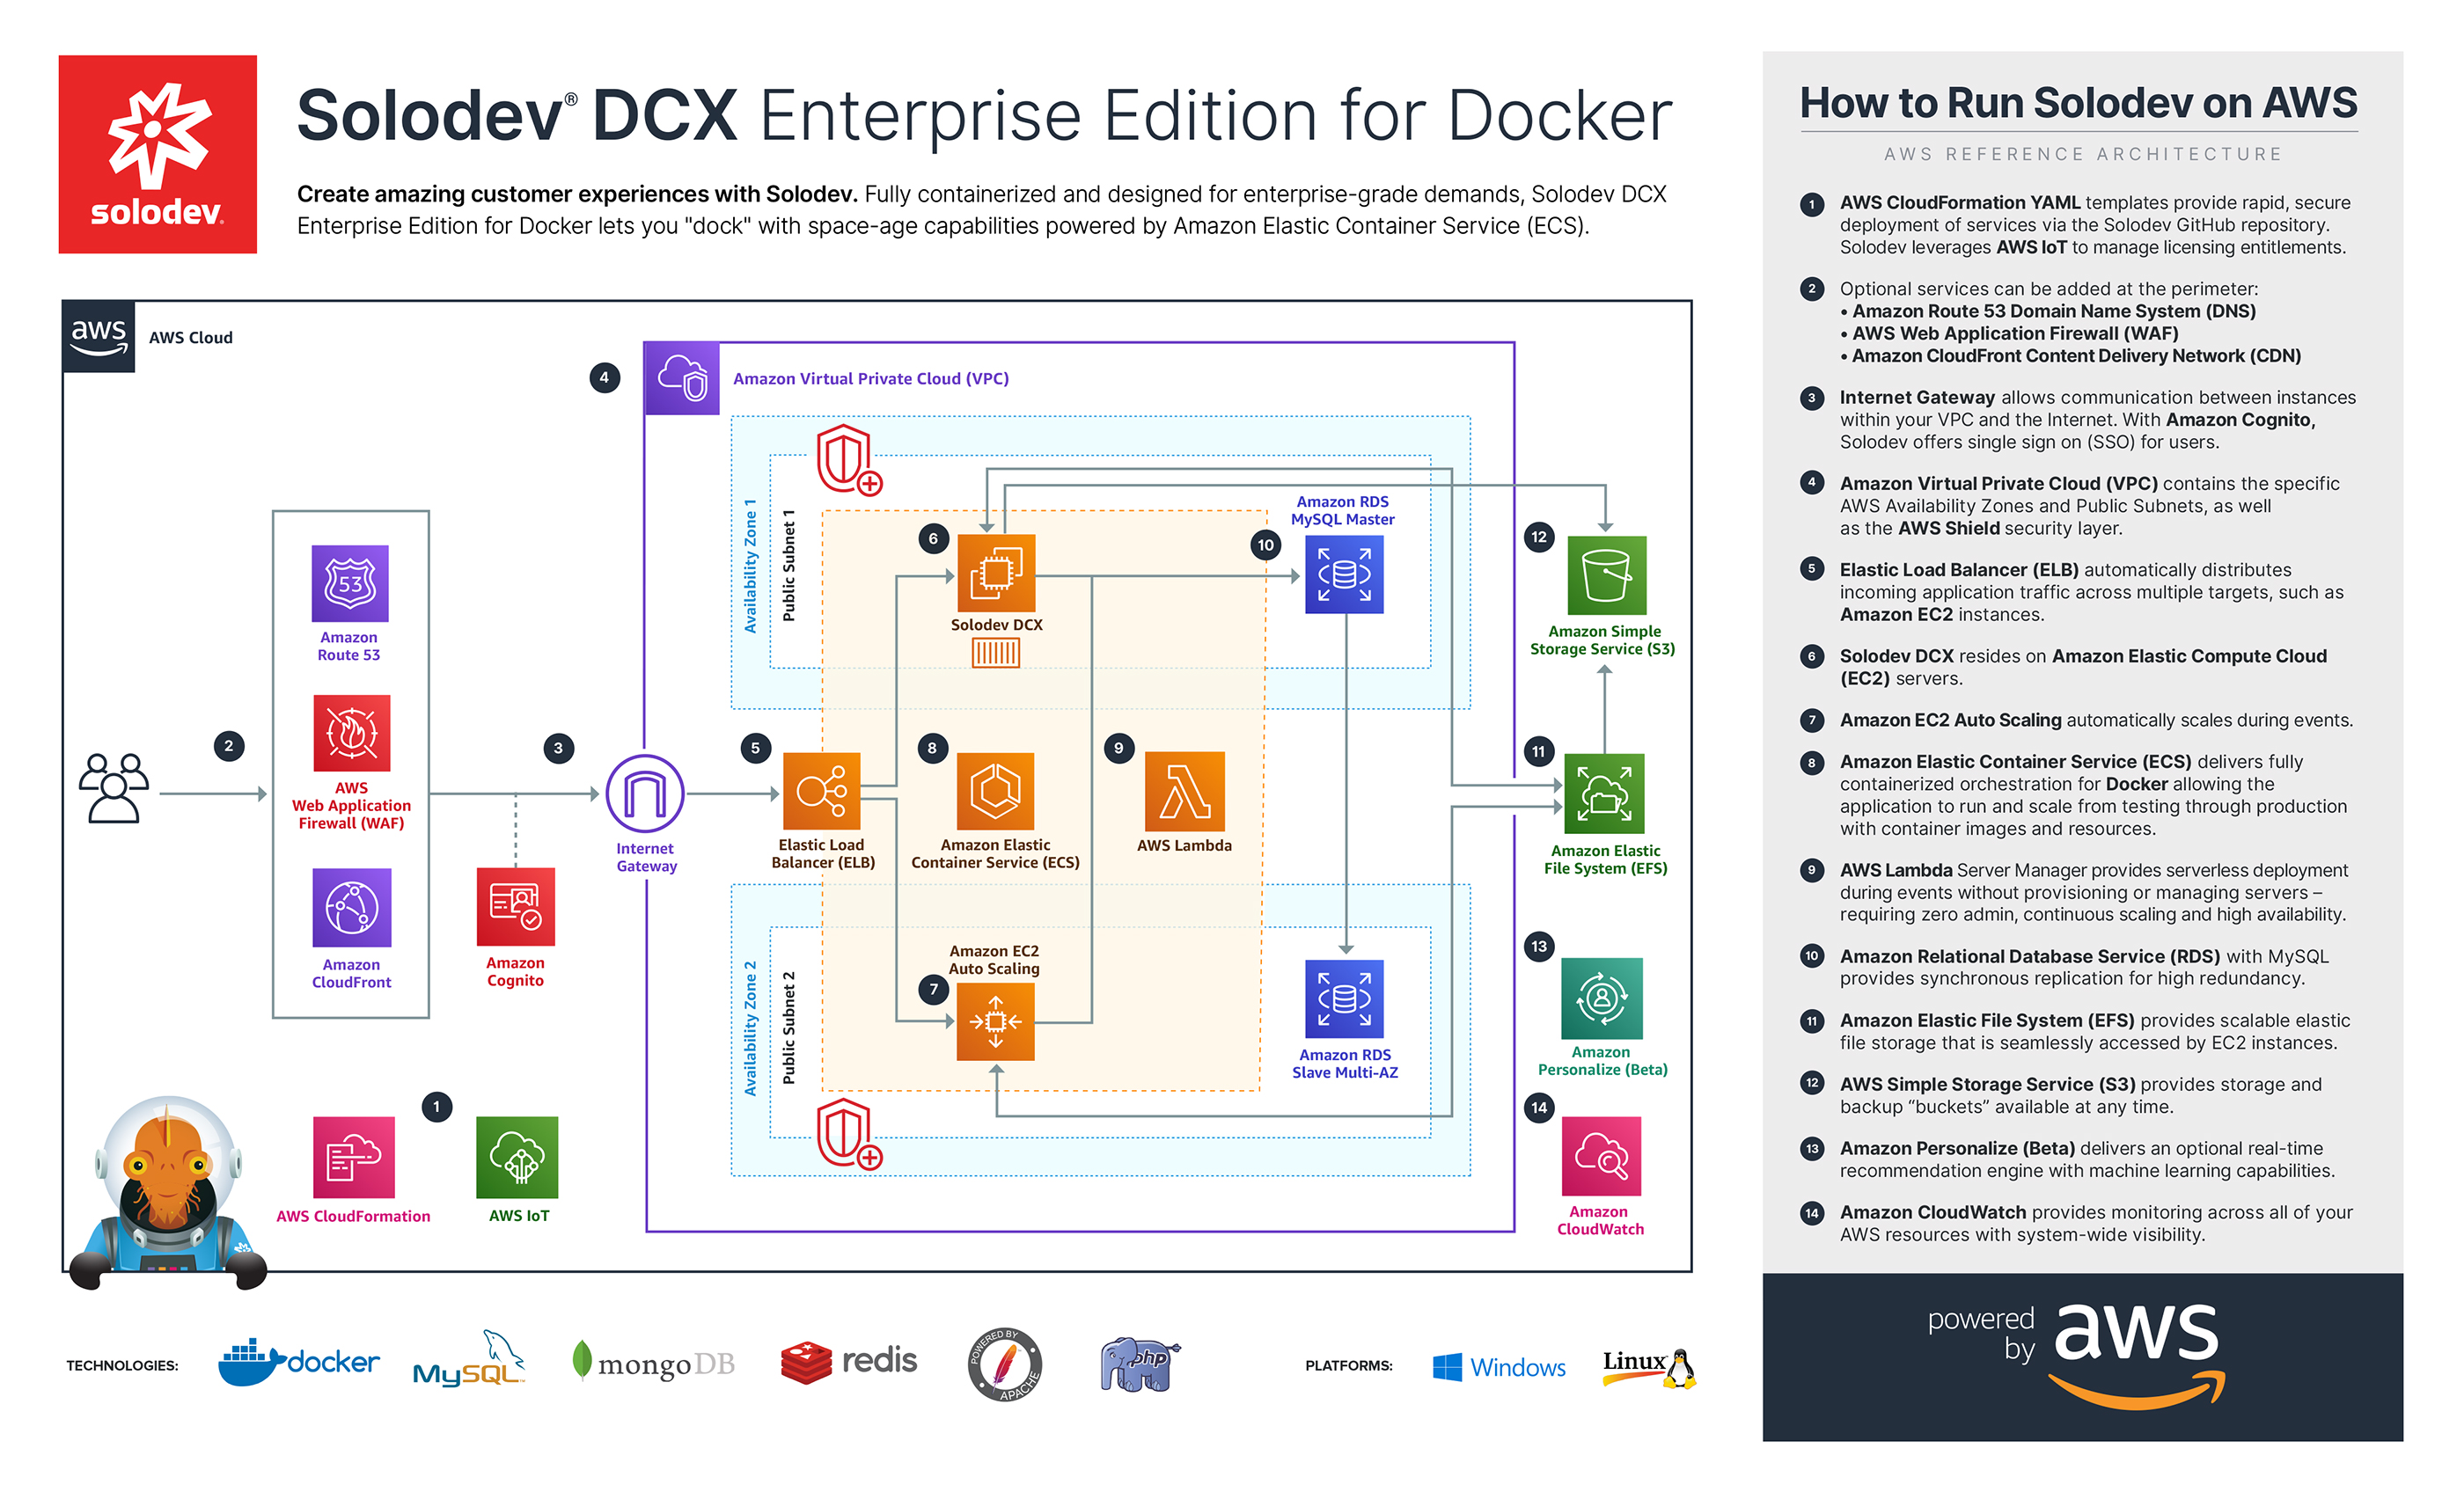 solodev
Solodev® DCX Enterprise Edition for Docker
Create amazing customer experiences with Solodev. Fully containerized and designed for enterprise-grade demands, Solodev DCX
Enterprise Edition for Docker lets you "dock" with space-age capabilities powered by Amazon Elastic Container Service (ECS).
aws
AWS Cloud
4
Amazon Virtual Private Cloud (VPC)
Availability Zone 1
Public Subnet 1
6
Solodev DCX
10
Amazon RDS
MySQL Master
12
Amazon Simple
Storage Service (S3)
53
Amazon
Route 53
2
AWS
Web Application
Firewall (WAF)
Amazon
CloudFront
3
Amazon
Cognito
Internet
Gateway
5
Elastic Load
Balancer (ELB)
8
Amazon Elastic
Container Service (ECS)
9
AWS Lambda
11
Amazon Elastic
File System (EFS)
Availability Zone 2
Public Subnet 2
Amazon EC2
Auto Scaling
7
Amazon RDS
Slave Multi-AZ
13
Amazon
Personalize (Beta)
14
Amazon
CloudWatch
1
AWS CloudFormation
AWS IoT
TECHNOLOGIES:
docker
MySQL™
mongoDB
redis
POWERED BY
APACHE
php
PLATFORMS:
Windows
Linux
How to Run Solodev on AWS
AWS REFERENCE ARCHITECTURE
1 AWS CloudFormation YAML templates provide rapid, secure
deployment of services via the Solodev GitHub repository.
Solodev leverages AWS IoT to manage licensing entitlements.
2 Optional services can be added at the perimeter:
• Amazon Route 53 Domain Name System (DNS)
• AWS Web Application Firewall (WAF)
• Amazon CloudFront Content Delivery Network (CDN)
3 Internet Gateway allows communication between instances
within your VPC and the Internet. With Amazon Cognito,
Solodev offers single sign on (SSO) for users.
4 Amazon Virtual Private Cloud (VPC) contains the specific
AWS Availability Zones and Public Subnets, as well
as the AWS Shield security layer.
5 Elastic Load Balancer (ELB) automatically distributes
incoming application traffic across multiple targets, such as
Amazon EC2 instances.
6 Solodev DCX resides on Amazon Elastic Compute Cloud
(EC2) servers.
7 Amazon EC2 Auto Scaling automatically scales during events.
8 Amazon Elastic Container Service (ECS) delivers fully
containerized orchestration for Docker allowing the
application to run and scale from testing through production
with container images and resources.
9 AWS Lambda Server Manager provides serverless deployment
during events without provisioning or managing servers –
requiring zero admin, continuous scaling and high availability.
10 Amazon Relational Database Service (RDS) with MySQL
provides synchronous replication for high redundancy.
11 Amazon Elastic File System (EFS) provides scalable elastic
file storage that is seamlessly accessed by EC2 instances.
12 AWS Simple Storage Service (S3) provides storage and
backup “buckets” available at any time.
13 Amazon Personalize (Beta) delivers an optional real-time
recommendation engine with machine learning capabilities.
14 Amazon CloudWatch provides monitoring across all of your
AWS resources with system-wide visibility.
powered
by
aws